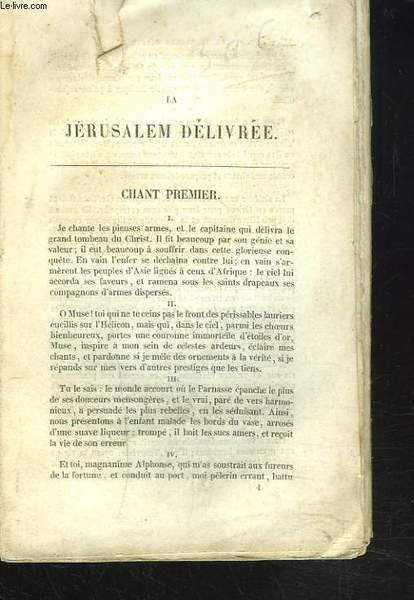 Le-livre.com
LA
JÉRUSALEM DÉLIVRÉE.
CHANT PREMIER.
I.
Je chante les pieuses armes, et le capitaine qui délivra le
grand tombeau du Christ. Il fit beaucoup par son génie et sa
valeur; il eut beaucoup à souffrir dans cette glorieuse con-
quête. En vain l'enfer se déchaîna contre lui; en vain s'ar-
mèrent les peuples d'Asie ligués à ceux d'Afrique : le ciel lui
accorda ses faveurs, et ramena sous les saints drapeaux ses
compagnons d'armes dispersés.
II.
O Muse! toi qui ne te ceins pas le front des périssables lauriers
cueillis sur l'Hélicon, mais qui, dans le ciel, parmi les chœurs
bienheureux, portes une couronne immortelle d'étoiles d'or,
Muse, inspire à mon sein de célestes ardeurs, éclaire mes
chants, et pardonne si je mêle des ornements à la vérité, si je
répands sur mes vers d'autres prestiges que les tiens.
III.
Tu le sais : le monde accourt où le Parnasse épanche le plus
de ses douceurs mensongères, et le vrai, paré de vers harmo-
nieux, a persuadé les plus rebelles, en les séduisant. Ainsi,
nous présentons à l'enfant malade les bords du vase, arrosés
d'une suave liqueur : trompé, il boit les sucs amers, et reçoit
la vie de son erreur.
IV.
Et toi, magnanime Alphonse, qui m'as soustrait aux fureurs
de la fortune, et conduit au port, moi pèlerin errant, battu
1